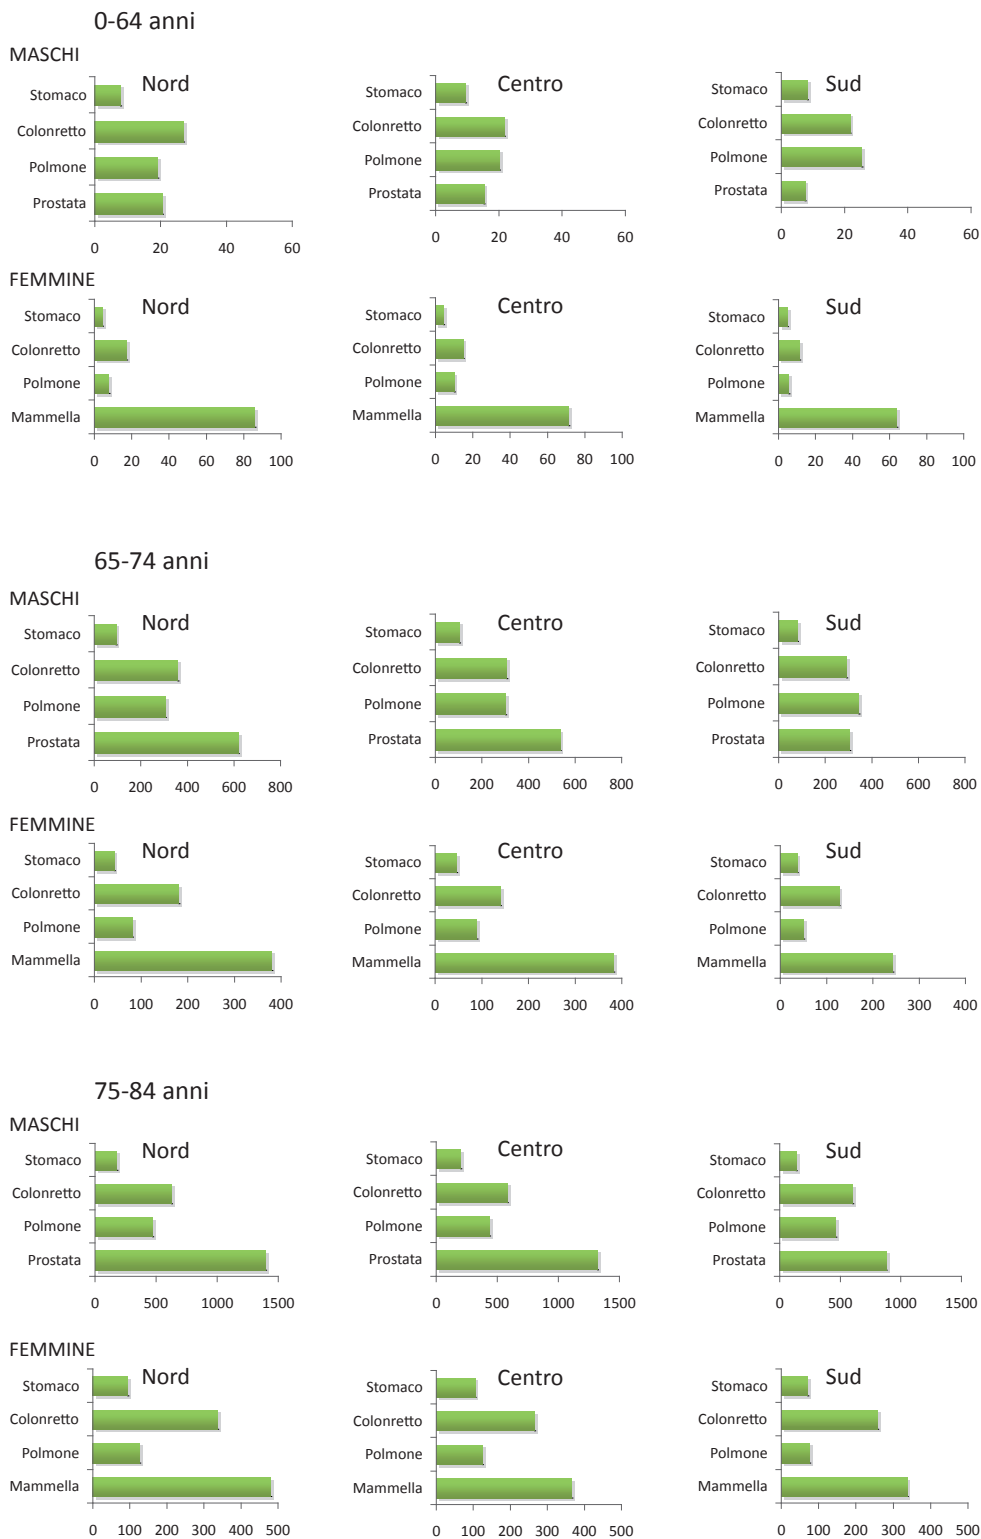 0-64 anni
MASCHI
Nord
Stomaco
Colonretto
Polmone
Prostata
0 20 40 60
Centro
Stomaco
Colonretto
Polmone
Prostata
0 20 40 60
Sud
Stomaco
Colonretto
Polmone
Prostata
0 20 40 60
FEMMINE
Nord
Stomaco
Colonretto
Polmone
Mammella
0 20 40 60 80 100
Centro
Stomaco
Colonretto
Polmone
Mammella
0 20 40 60 80 100
Sud
Stomaco
Colonretto
Polmone
Mammella
0 20 40 60 80 100
65-74 anni
MASCHI
Nord
Stomaco
Colonretto
Polmone
Prostata
0 200 400 600 800
Centro
Stomaco
Colonretto
Polmone
Prostata
0 200 400 600 800
Sud
Stomaco
Colonretto
Polmone
Prostata
0 200 400 600 800
FEMMINE
Nord
Stomaco
Colonretto
Polmone
Mammella
0 100 200 300 400
Centro
Stomaco
Colonretto
Polmone
Mammella
0 100 200 300 400
Sud
Stomaco
Colonretto
Polmone
Mammella
0 100 200 300 400
75-84 anni
MASCHI
Nord
Stomaco
Colonretto
Polmone
Prostata
0 500 1000 1500
Centro
Stomaco
Colonretto
Polmone
Prostata
0 500 1000 1500
Sud
Stomaco
Colonretto
Polmone
Prostata
0 500 1000 1500
FEMMINE
Nord
Stomaco
Colonretto
Polmone
Mammella
0 100 200 300 400 500
Centro
Stomaco
Colonretto
Polmone
Mammella
0 100 200 300 400 500
Sud
Stomaco
Colonretto
Polmone
Mammella
0 100 200 300 400 500